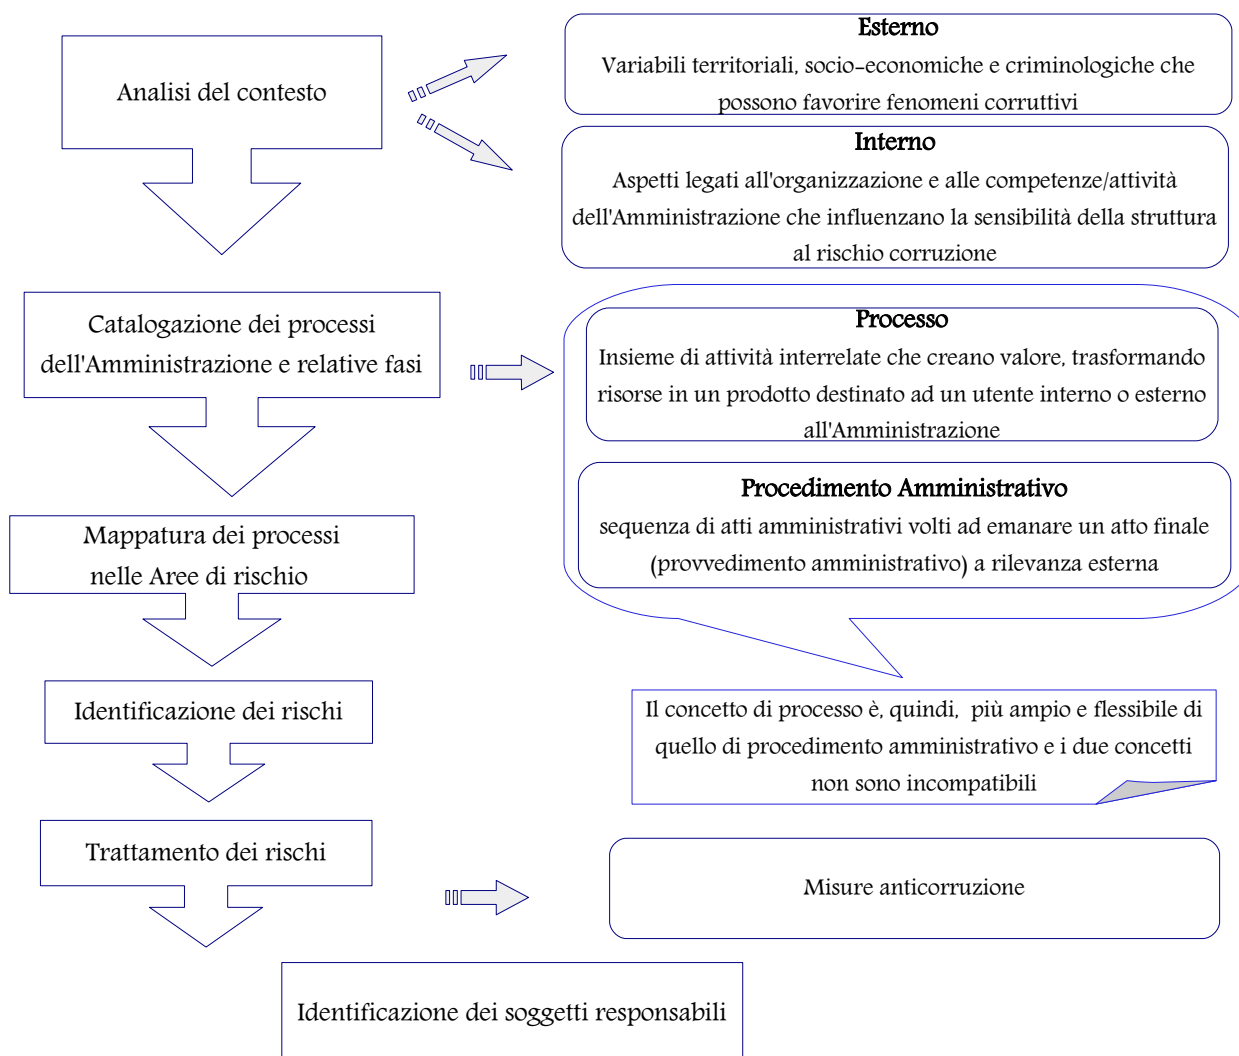 Analisi del contesto
Esterno
Variabili territoriali, socio-economiche e criminologiche che
possono favorire fenomeni corruttivi
Interno
Aspetti legati all'organizzazione e alle competenze/attività
dell'Amministrazione che influenzano la sensibilità della struttura
al rischio corruzione
Catalogazione dei processi
dell'Amministrazione e relative fasi
Processo
Insieme di attività interrelate che creano valore, trasformando
risorse in un prodotto destinato ad un utente interno o esterno
all'Amministrazione
Procedimento Amministrativo
sequenza di atti amministrativi volti ad emanare un atto finale
(provvedimento amministrativo) a rilevanza esterna
Mappatura dei processi
nelle Aree di rischio
Identificazione dei rischi
Il concetto di processo è, quindi, più ampio e flessibile di
quello di procedimento amministrativo e i due concetti
non sono incompatibili
Trattamento dei rischi
Misure anticorruzione
Identificazione dei soggetti responsabili